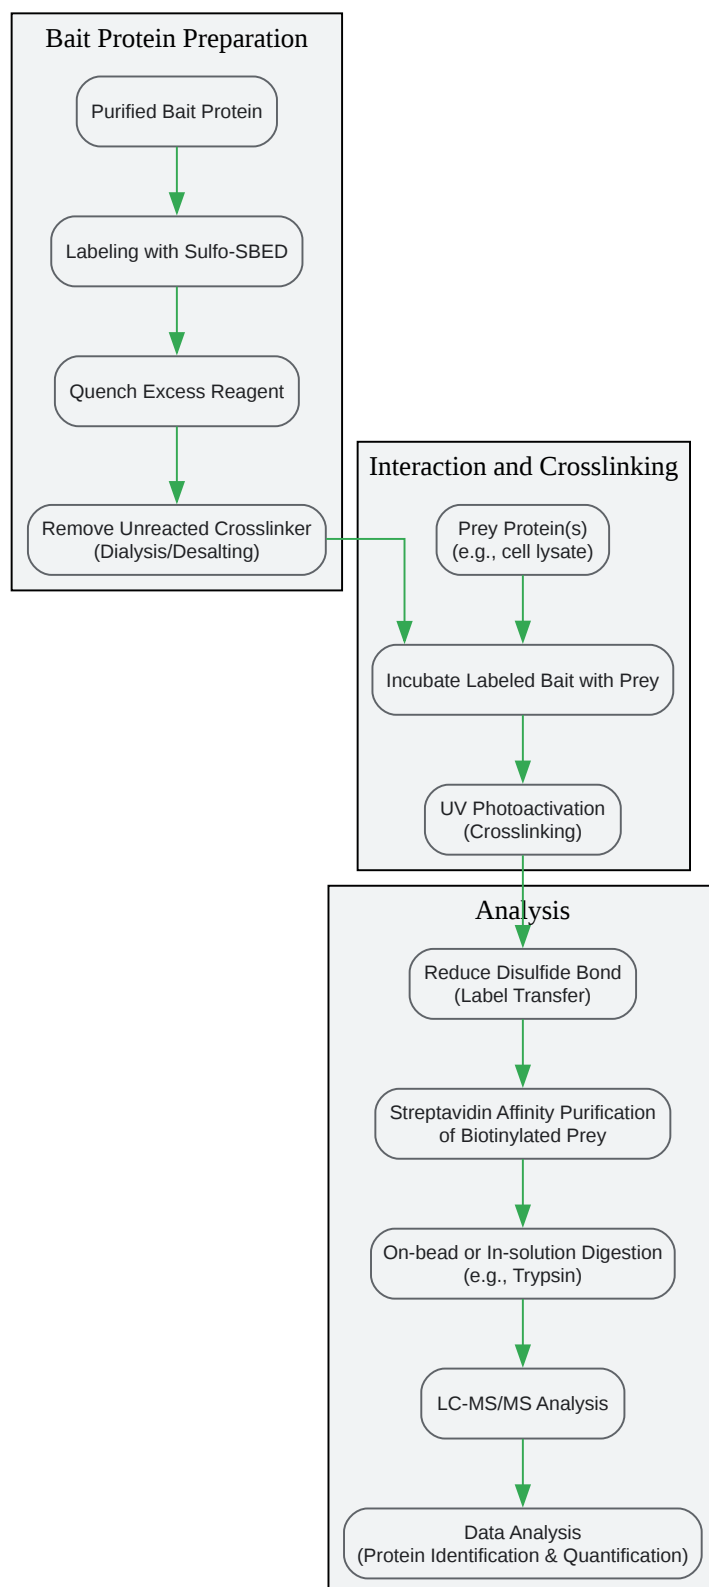 Bait Protein Preparation
Purified Bait Protein
Labeling with Sulfo-SBED
Quench Excess Reagent
Remove Unreacted Crosslinker
(Dialysis/Desalting)
Interaction and Crosslinking
Prey Protein(s)
(e.g., cell lysate)
Incubate Labeled Bait with Prey
UV Photoactivation
(Crosslinking)
Analysis
Reduce Disulfide Bond
(Label Transfer)
Streptavidin Affinity Purification
of Biotinylated Prey
On-bead or In-solution Digestion
(e.g., Trypsin)
LC-MS/MS Analysis
Data Analysis
(Protein Identification & Quantification)